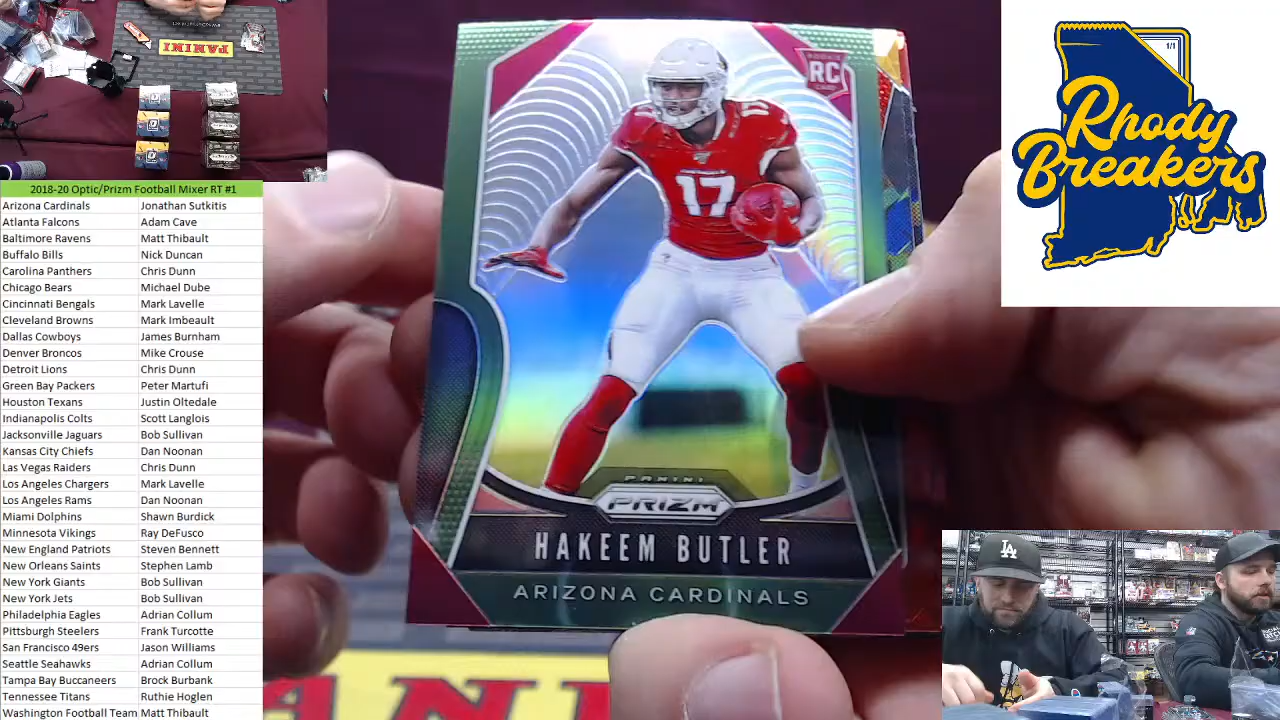 PANINI
2018-20 Optic/Prizm Football Mixer RT #1
Arizona Cardinals Jonathan Sutkitis
Atlanta Falcons Adam Cave
Baltimore Ravens Matt Thibault
Buffalo Bills Nick Duncan
Carolina Panthers Chris Dunn
Chicago Bears Michael Dube
Cincinnati Bengals Mark Lavelle
Cleveland Browns Mark Imbeault
Dallas Cowboys James Burnham
Denver Broncos Mike Crouse
Detroit Lions Chris Dunn
Green Bay Packers Peter Martufi
Houston Texans Justin Oltedale
Indianapolis Colts Scott Langlois
Jacksonville Jaguars Bob Sullivan
Kansas City Chiefs Dan Noonan
Las Vegas Raiders Chris Dunn
Los Angeles Chargers Mark Lavelle
Los Angeles Rams Dan Noonan
Miami Dolphins Shawn Burdick
Minnesota Vikings Ray DeFusco
New England Patriots Steven Bennett
New Orleans Saints Stephen Lamb
New York Giants Bob Sullivan
New York Jets Bob Sullivan
Philadelphia Eagles Adrian Collum
Pittsburgh Steelers Frank Turcotte
San Francisco 49ers Jason Williams
Seattle Seahawks Adrian Collum
Tampa Bay Buccaneers Brock Burbank
Tennessee Titans Ruthie Hoglen
Washington Football Team Matt Thibault
ROOKIE
RC
CARD
17
17
PANINI
PRIZM
HAKEEM BUTLER
ARIZONA CARDINALS
PANINI
1/1
Rhody
Breakers
LA